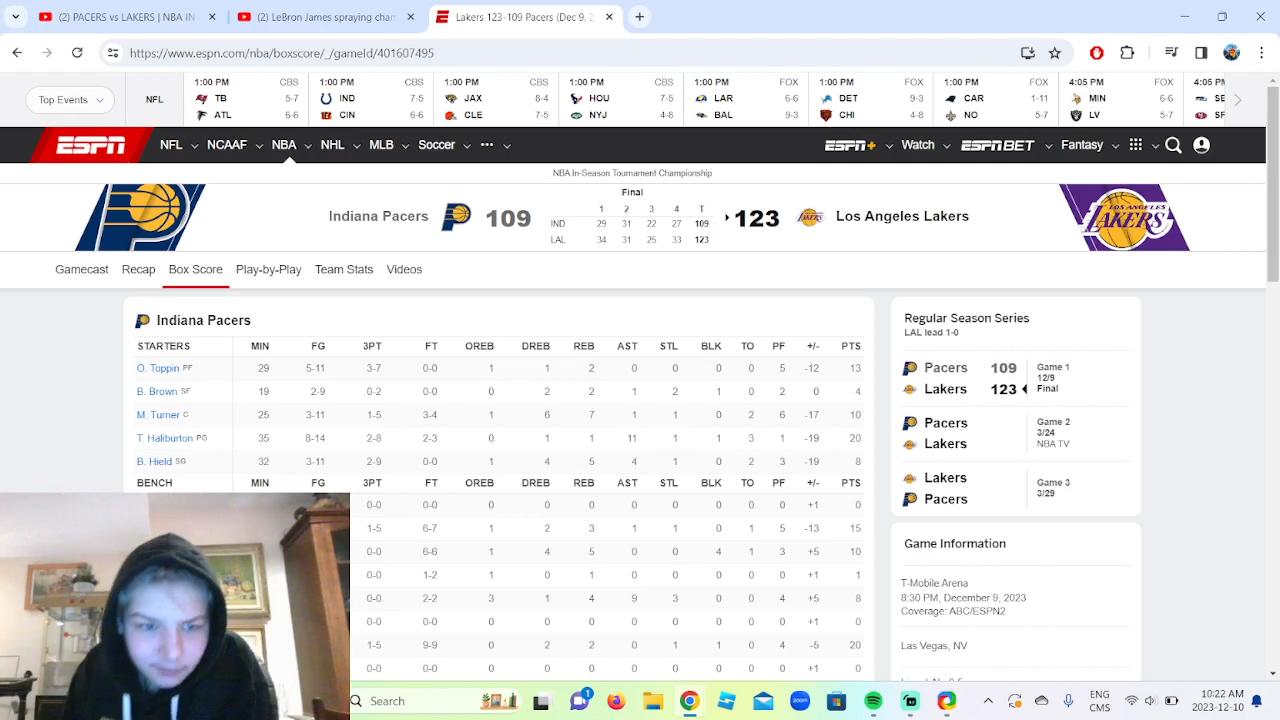 (2) PACERS vs LAKERS | NBA IN
(2) LeBron James spraying char
Lakers 123-109 Pacers (Dec 9, 2
https://www.espn.com/nba/boxscore/_/gameId/401607495
Top Events
NFL
1:00 PM CBS
TB 5-7
ATL 6-6
1:00 PM CBS
IND 7-5
CIN 6-6
1:00 PM CBS
JAX 8-4
CLE 7-5
1:00 PM CBS
HOU 7-5
NYJ 4-8
1:00 PM FOX
LAR 6-6
BAL 9-3
1:00 PM FOX
DET 9-3
CHI 4-8
1:00 PM FOX
CAR 1-11
NO 5-7
4:05 PM FOX
MIN 6-6
LV 5-7
4:05 PM
SE
SF
ESPN NFL NCAAF NBA NHL MLB Soccer ESPN+ Watch ESPN BET Fantasy
NBA In-Season Tournament Championship
Final
Indiana Pacers 109
1 2 3 4 T
IND 29 31 22 27 109
LAL 34 31 25 33 123
123 Los Angeles Lakers
LOS ANGELES
LAKERS
Gamecast Recap Box Score Play-by-Play Team Stats Videos
Indiana Pacers
STARTERS MIN FG 3PT FT OREB DREB REB AST STL BLK TO PF +/- PTS
O. Toppin PF 29 5-11 3-7 0-0 1 1 2 0 0 0 0 5 -12 13
B. Brown SF 19 2-9 0-2 0-0 0 2 2 1 2 1 0 2 0 4
M. Turner C 25 3-11 1-5 3-4 1 6 7 1 1 0 2 6 -17 10
T. Haliburton PG 35 8-14 2-8 2-3 0 1 1 11 1 1 3 1 -19 20
B. Hield SG 32 3-11 2-9 0-0 1 4 5 4 1 0 2 3 -19 8
BENCH MIN FG 3PT FT OREB DREB REB AST STL BLK TO PF +/- PTS
0-0 0-0 0 0 0 0 0 0 0 0 +1 0
1-5 6-7 1 2 3 1 1 0 1 5 -13 15
0-0 6-6 1 4 5 0 0 4 1 3 +5 10
0-0 1-2 1 0 1 0 0 0 0 0 +1 1
0-0 2-2 3 1 4 9 3 0 0 4 +5 8
0-0 0-0 0 0 0 0 0 0 0 0 +1 0
1-5 9-9 0 2 2 0 1 1 0 4 -5 20
0-0 0-0 0 0 0 0 0 0 0 0 +1 0
Regular Season Series
LAL lead 1-0
Pacers 109 Game 1
12/9
Lakers 123 Final
Pacers Game 2
3/24
Lakers NBA TV
Lakers Game 3
3/29
Pacers
Game Information
T-Mobile Arena
8:30 PM, December 9, 2023
Coverage: ABC/ESPN2
Las Vegas, NV
Search
1
zoom
ENG
CMS
10:22 AM
2023-12-10